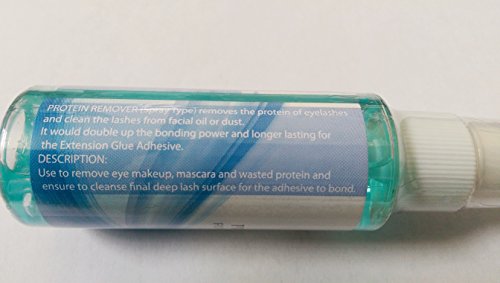 PROTEIN REMOVER (Spray Type) removes the protein of eyelashes
and clean the lashes from facial oil or dust.
It would double up the bonding power and longer lasting for
the Extension Glue Adhesive.
DESCRIPTION:
Use to remove eye makeup, mascara and wasted protein and
ensure to cleanse final deep lash surface for the adhesive to bond.